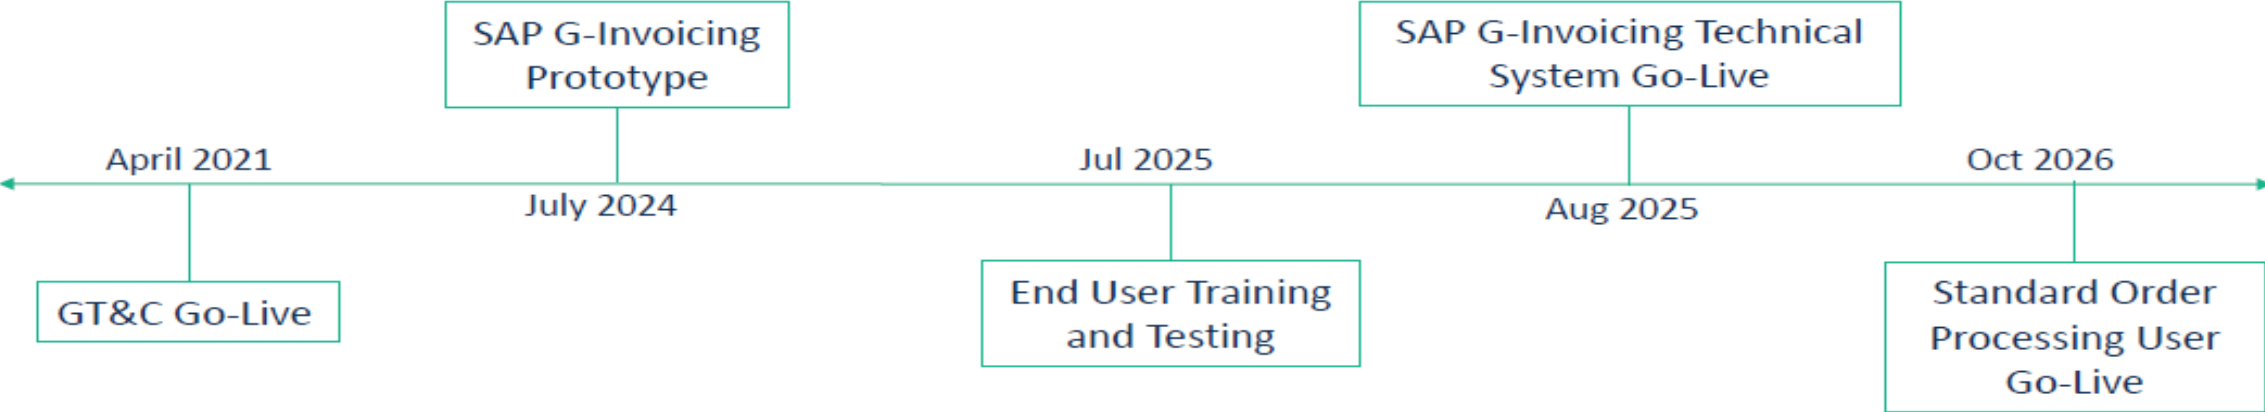 SAP G-Invoicing
Prototype
SAP G-Invoicing Technical
System Go-Live
April 2021
July 2024
Jul 2025
Aug 2025
Oct 2026
GT&C Go-Live
End User Training
and Testing
Standard Order
Processing User
Go-Live